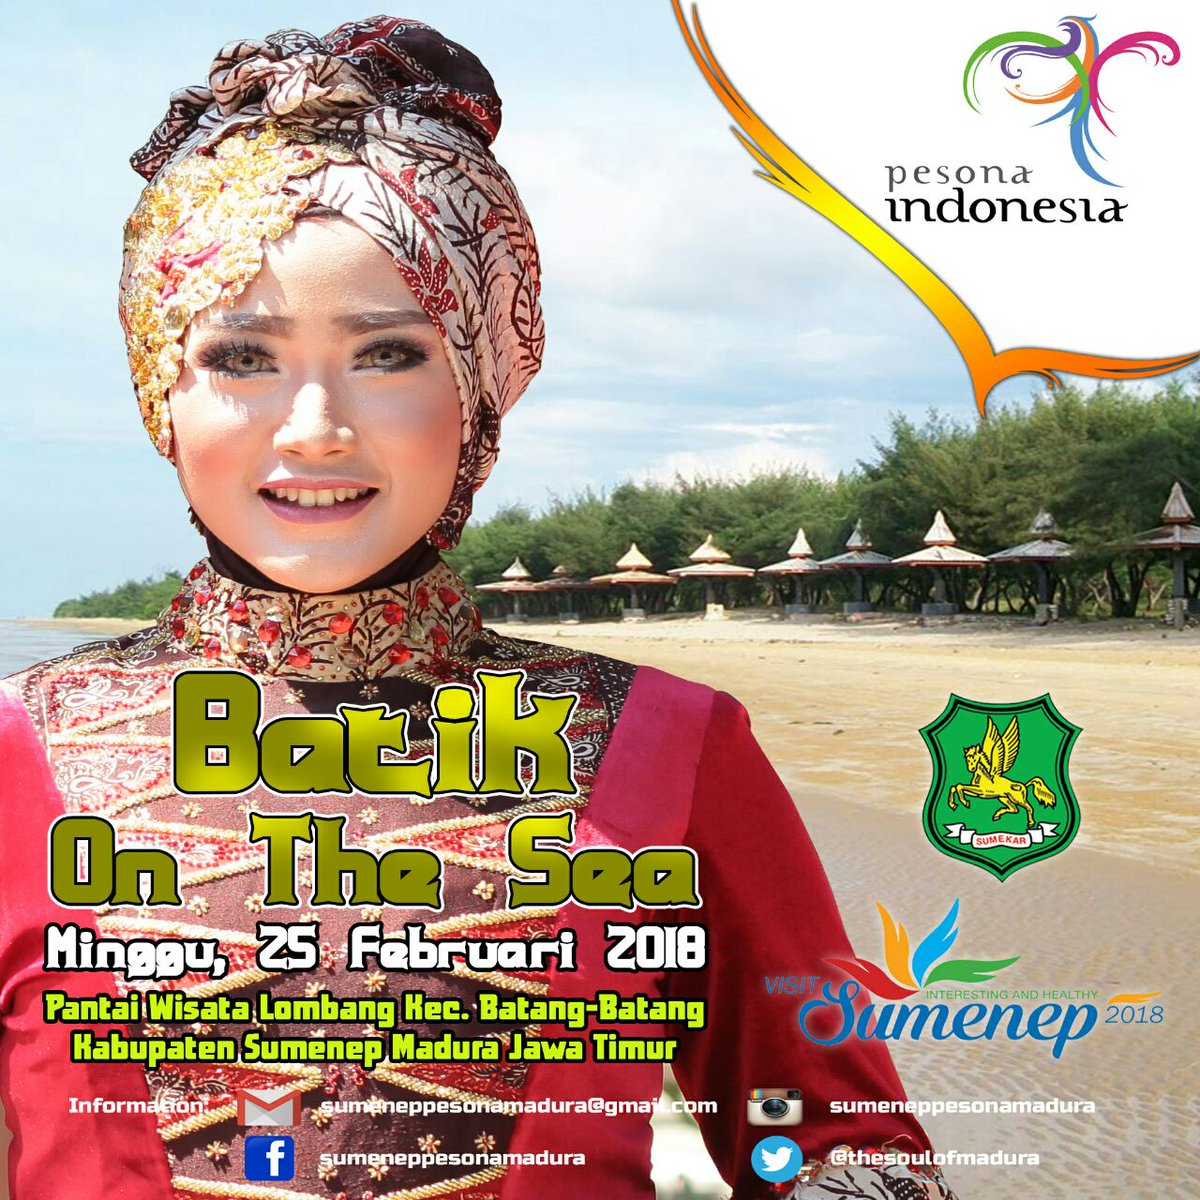 pesona
indonesia
Batik
On The Sea
Minggu, 25 Februari 2018
Pantai Wisata Lombang Kec. Batang-Batang
Kabupaten Sumenep Madura Jawa Timur
SUMEKAR
VISIT
INTERESTING AND HEALTHY
Sumenep 2018
Information:
sumeneppesonamadura@gmail.com
sumeneppesonamadura
sumeneppesonamadura
@thesoulofmadura